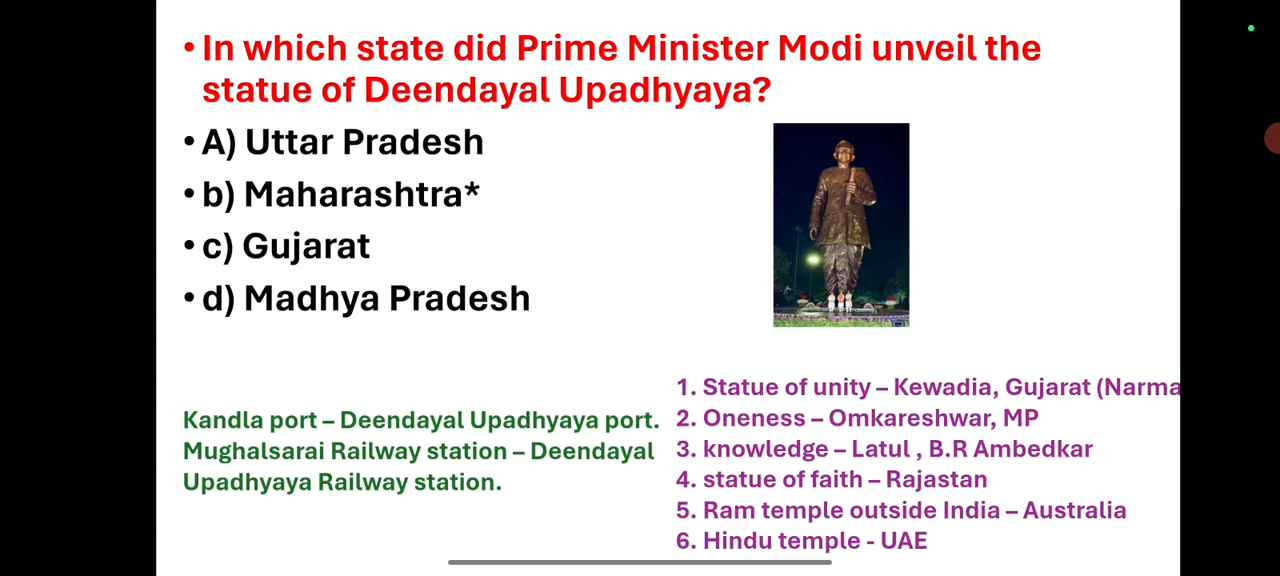 • In which state did Prime Minister Modi unveil the
statue of Deendayal Upadhyaya?
• A) Uttar Pradesh
• b) Maharashtra*
• c) Gujarat
• d) Madhya Pradesh
Kandla port – Deendayal Upadhyaya port.
Mughalsarai Railway station – Deendayal
Upadhyaya Railway station.
1. Statue of unity – Kewadia, Gujarat (Narma
2. Oneness – Omkareshwar, MP
3. knowledge – Latul , B.R Ambedkar
4. statue of faith – Rajastan
5. Ram temple outside India – Australia
6. Hindu temple - UAE